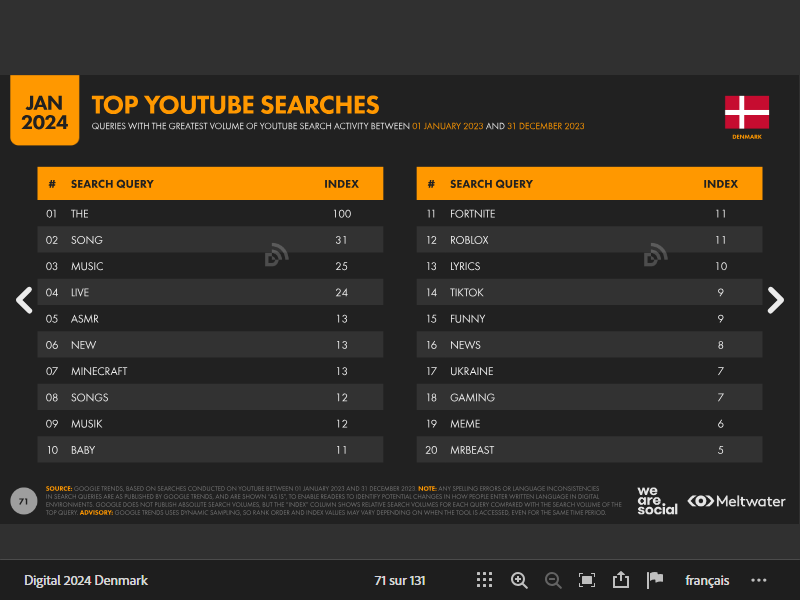 JAN
2024
TOP YOUTUBE SEARCHES
QUERIES WITH THE GREATEST VOLUME OF YOUTUBE SEARCH ACTIVITY BETWEEN 01 JANUARY 2023 AND 31 DECEMBER 2023
DENMARK
# SEARCH QUERY INDEX
01 THE 100
02 SONG 31
03 MUSIC 25
04 LIVE 24
05 ASMR 13
06 NEW 13
07 MINECRAFT 13
08 SONGS 12
09 MUSIK 12
10 BABY 11
# SEARCH QUERY INDEX
11 FORTNITE 11
12 ROBLOX 11
13 LYRICS 10
14 TIKTOK 9
15 FUNNY 9
16 NEWS 8
17 UKRAINE 7
18 GAMING 7
19 MEME 6
20 MRBEAST 5
71
SOURCE: GOOGLE TRENDS, BASED ON SEARCHES CONDUCTED ON YOUTUBE BETWEEN 01 JANUARY 2023 AND 31 DECEMBER 2023. NOTE: ANY SPELLING ERRORS OR LANGUAGE INCONSISTENCIES
IN SEARCH QUERIES ARE AS PUBLISHED BY GOOGLE TRENDS, AND ARE SHOWN "AS IS", TO ENABLE READERS TO IDENTIFY POTENTIAL CHANGES IN HOW PEOPLE ENTER WRITTEN LANGUAGE IN DIGITAL
ENVIRONMENTS. GOOGLE DOES NOT PUBLISH ABSOLUTE SEARCH VOLUMES, BUT THE "INDEX" COLUMN SHOWS RELATIVE SEARCH VOLUMES FOR EACH QUERY COMPARED WITH THE SEARCH VOLUME OF THE
TOP QUERY. ADVISORY: GOOGLE TRENDS USED DYNAMIC SAMPLING, SO RANK ORDER AND INDEX VALUES MAY VARY DEPENDING ON WHEN THE TOOL IS ACCESSED, EVEN FOR THE SAME TIME PERIOD.
we
are.
social
Meltwater
Digital 2024 Denmark
71 sur 131
français